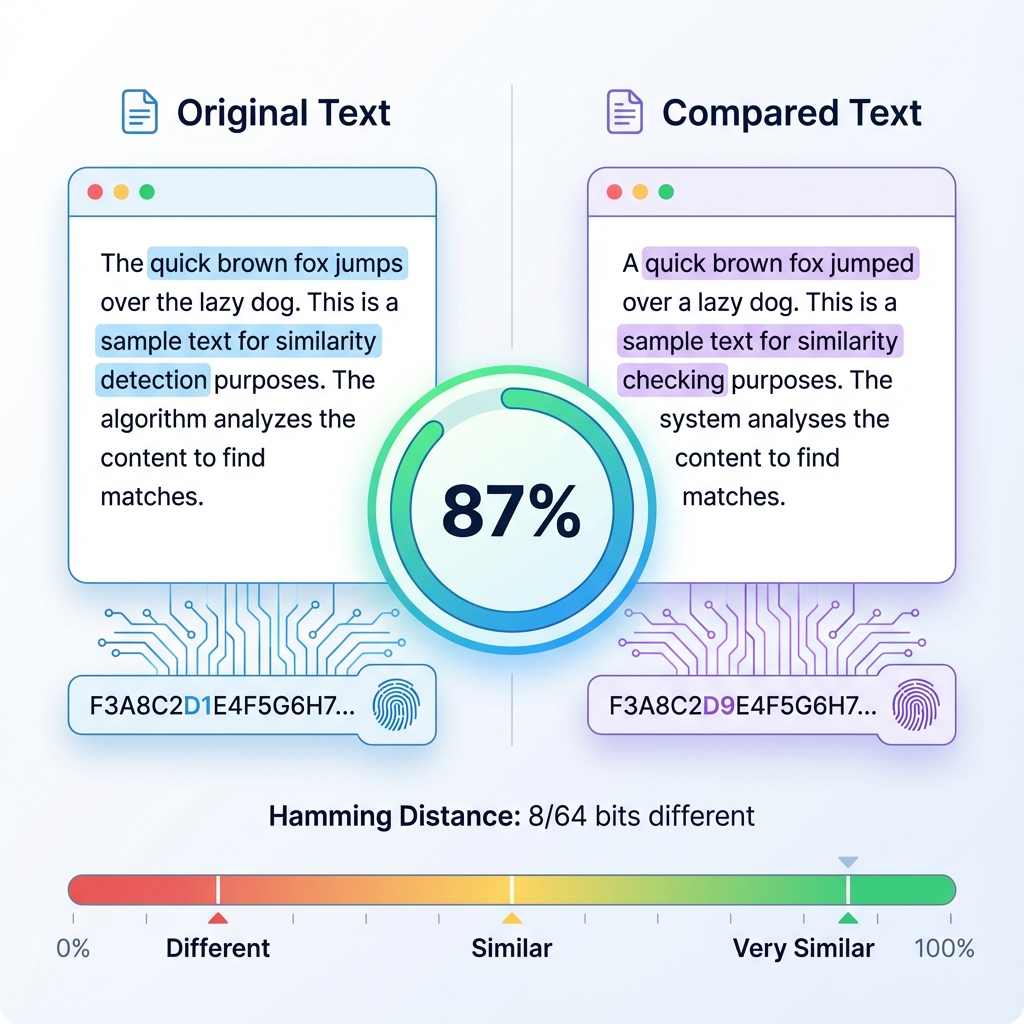 Original Text
The quick brown fox jumps
over the lazy dog. This is a
sample text for similarity
detection purposes. The
algorithm analyzes the
content to find
matches.
F3A8C2D1E4F5G6H7...
Compared Text
A quick brown fox jumped
over a lazy dog. This is a
sample text for similarity
checking purposes. The
system analyses the
content to find
matches.
F3A8C2D9E4F5G6H7...
87%
Hamming Distance: 8/64 bits different
0% Different Similar Very Similar 100%